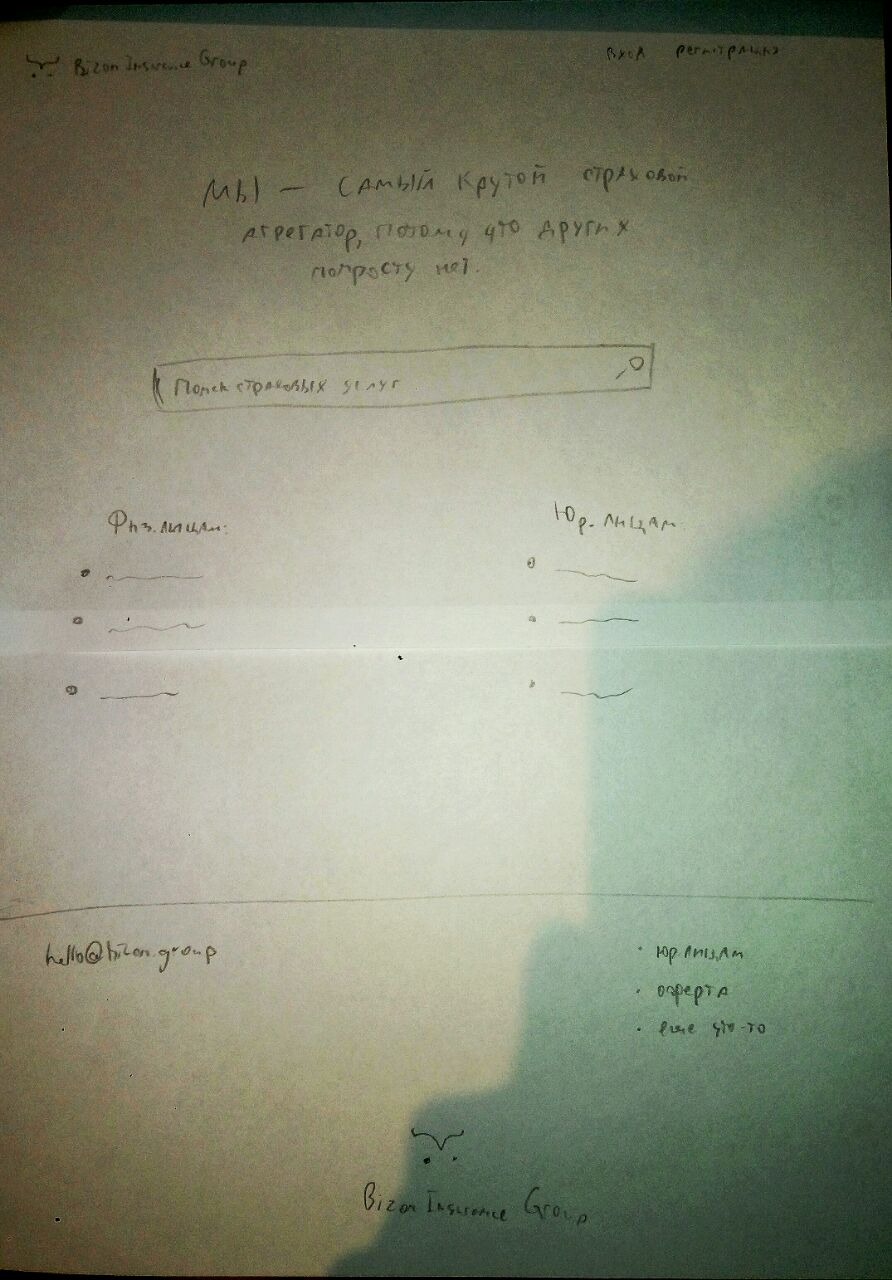 Bizon Insurance Group
Вход регистрация
Мы — самый крутой страховой
агрегатор, потому что других
попросту нет.
Поиск страховых услуг
Физ. лицам:
Юр. лицам
hello@bizon.group
• юр. лицам
• оферта
• еще что-то
Bizon Insurance Group